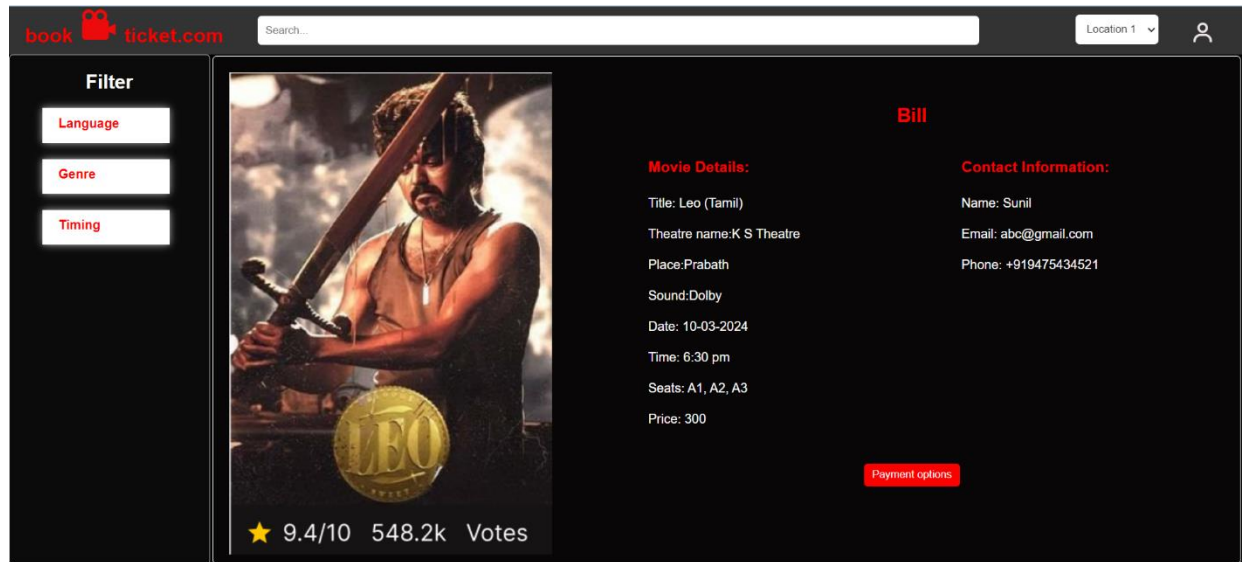 book ticket.com
Search...
Location 1
Filter
Language
Genre
Timing
LEO
9.4/10 548.2k Votes
Bill
Movie Details:
Title: Leo (Tamil)
Theatre name:K S Theatre
Place:Prabath
Sound:Dolby
Date: 10-03-2024
Time: 6:30 pm
Seats: A1, A2, A3
Price: 300
Contact Information:
Name: Sunil
Email: abc@gmail.com
Phone: +919475434521
Payment options